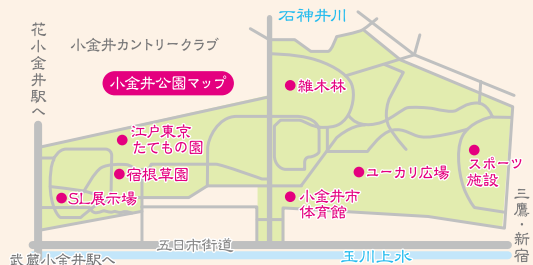 石神井川
花小金井駅へ
小金井カントリークラブ
小金井公園マップ
雑木林
江戸東京
たてもの園
宿根草園
SL展示場
ユーカリ広場
スポーツ
施設
小金井市
体育館
三鷹・新宿
五日市街道
玉川上水
武蔵小金井駅へ